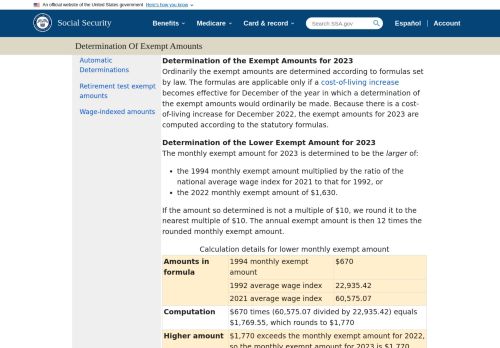 An official website of the United States government Here's how you know
Social Security
Benefits
Medicare
Card & record
Search SSA.gov
Español
Account
Determination Of Exempt Amounts
Automatic
Determinations
Retirement test exempt
amounts
Wage-indexed amounts
Determination of the Exempt Amounts for 2023
Ordinarily the exempt amounts are determined according to formulas set
by law. The formulas are applicable only if a cost-of-living increase
becomes effective for December of the year in which a determination of
the exempt amounts would ordinarily be made. Because there is a cost-
of-living increase for December 2022, the exempt amounts for 2023 are
computed according to the statutory formulas.
Determination of the Lower Exempt Amount for 2023
The monthly exempt amount for 2023 is determined to be the larger of:
• the 1994 monthly exempt amount multiplied by the ratio of the
national average wage index for 2021 to that for 1992, or
• the 2022 monthly exempt amount of $1,630.
If the amount so determined is not a multiple of $10, we round it to the
nearest multiple of $10. The annual exempt amount is then 12 times the
rounded monthly exempt amount.
Calculation details for lower monthly exempt amount
Amounts in
formula
1994 monthly exempt
amount
$670
1992 average wage index
22,935.42
2021 average wage index
60,575.07
Computation
$670 times (60,575.07 divided by 22,935.42) equals
$1,769.55, which rounds to $1,770
Higher amount
$1,770 exceeds the monthly exempt amount for 2022,
so the monthly exempt amount for 2023 is $1,770